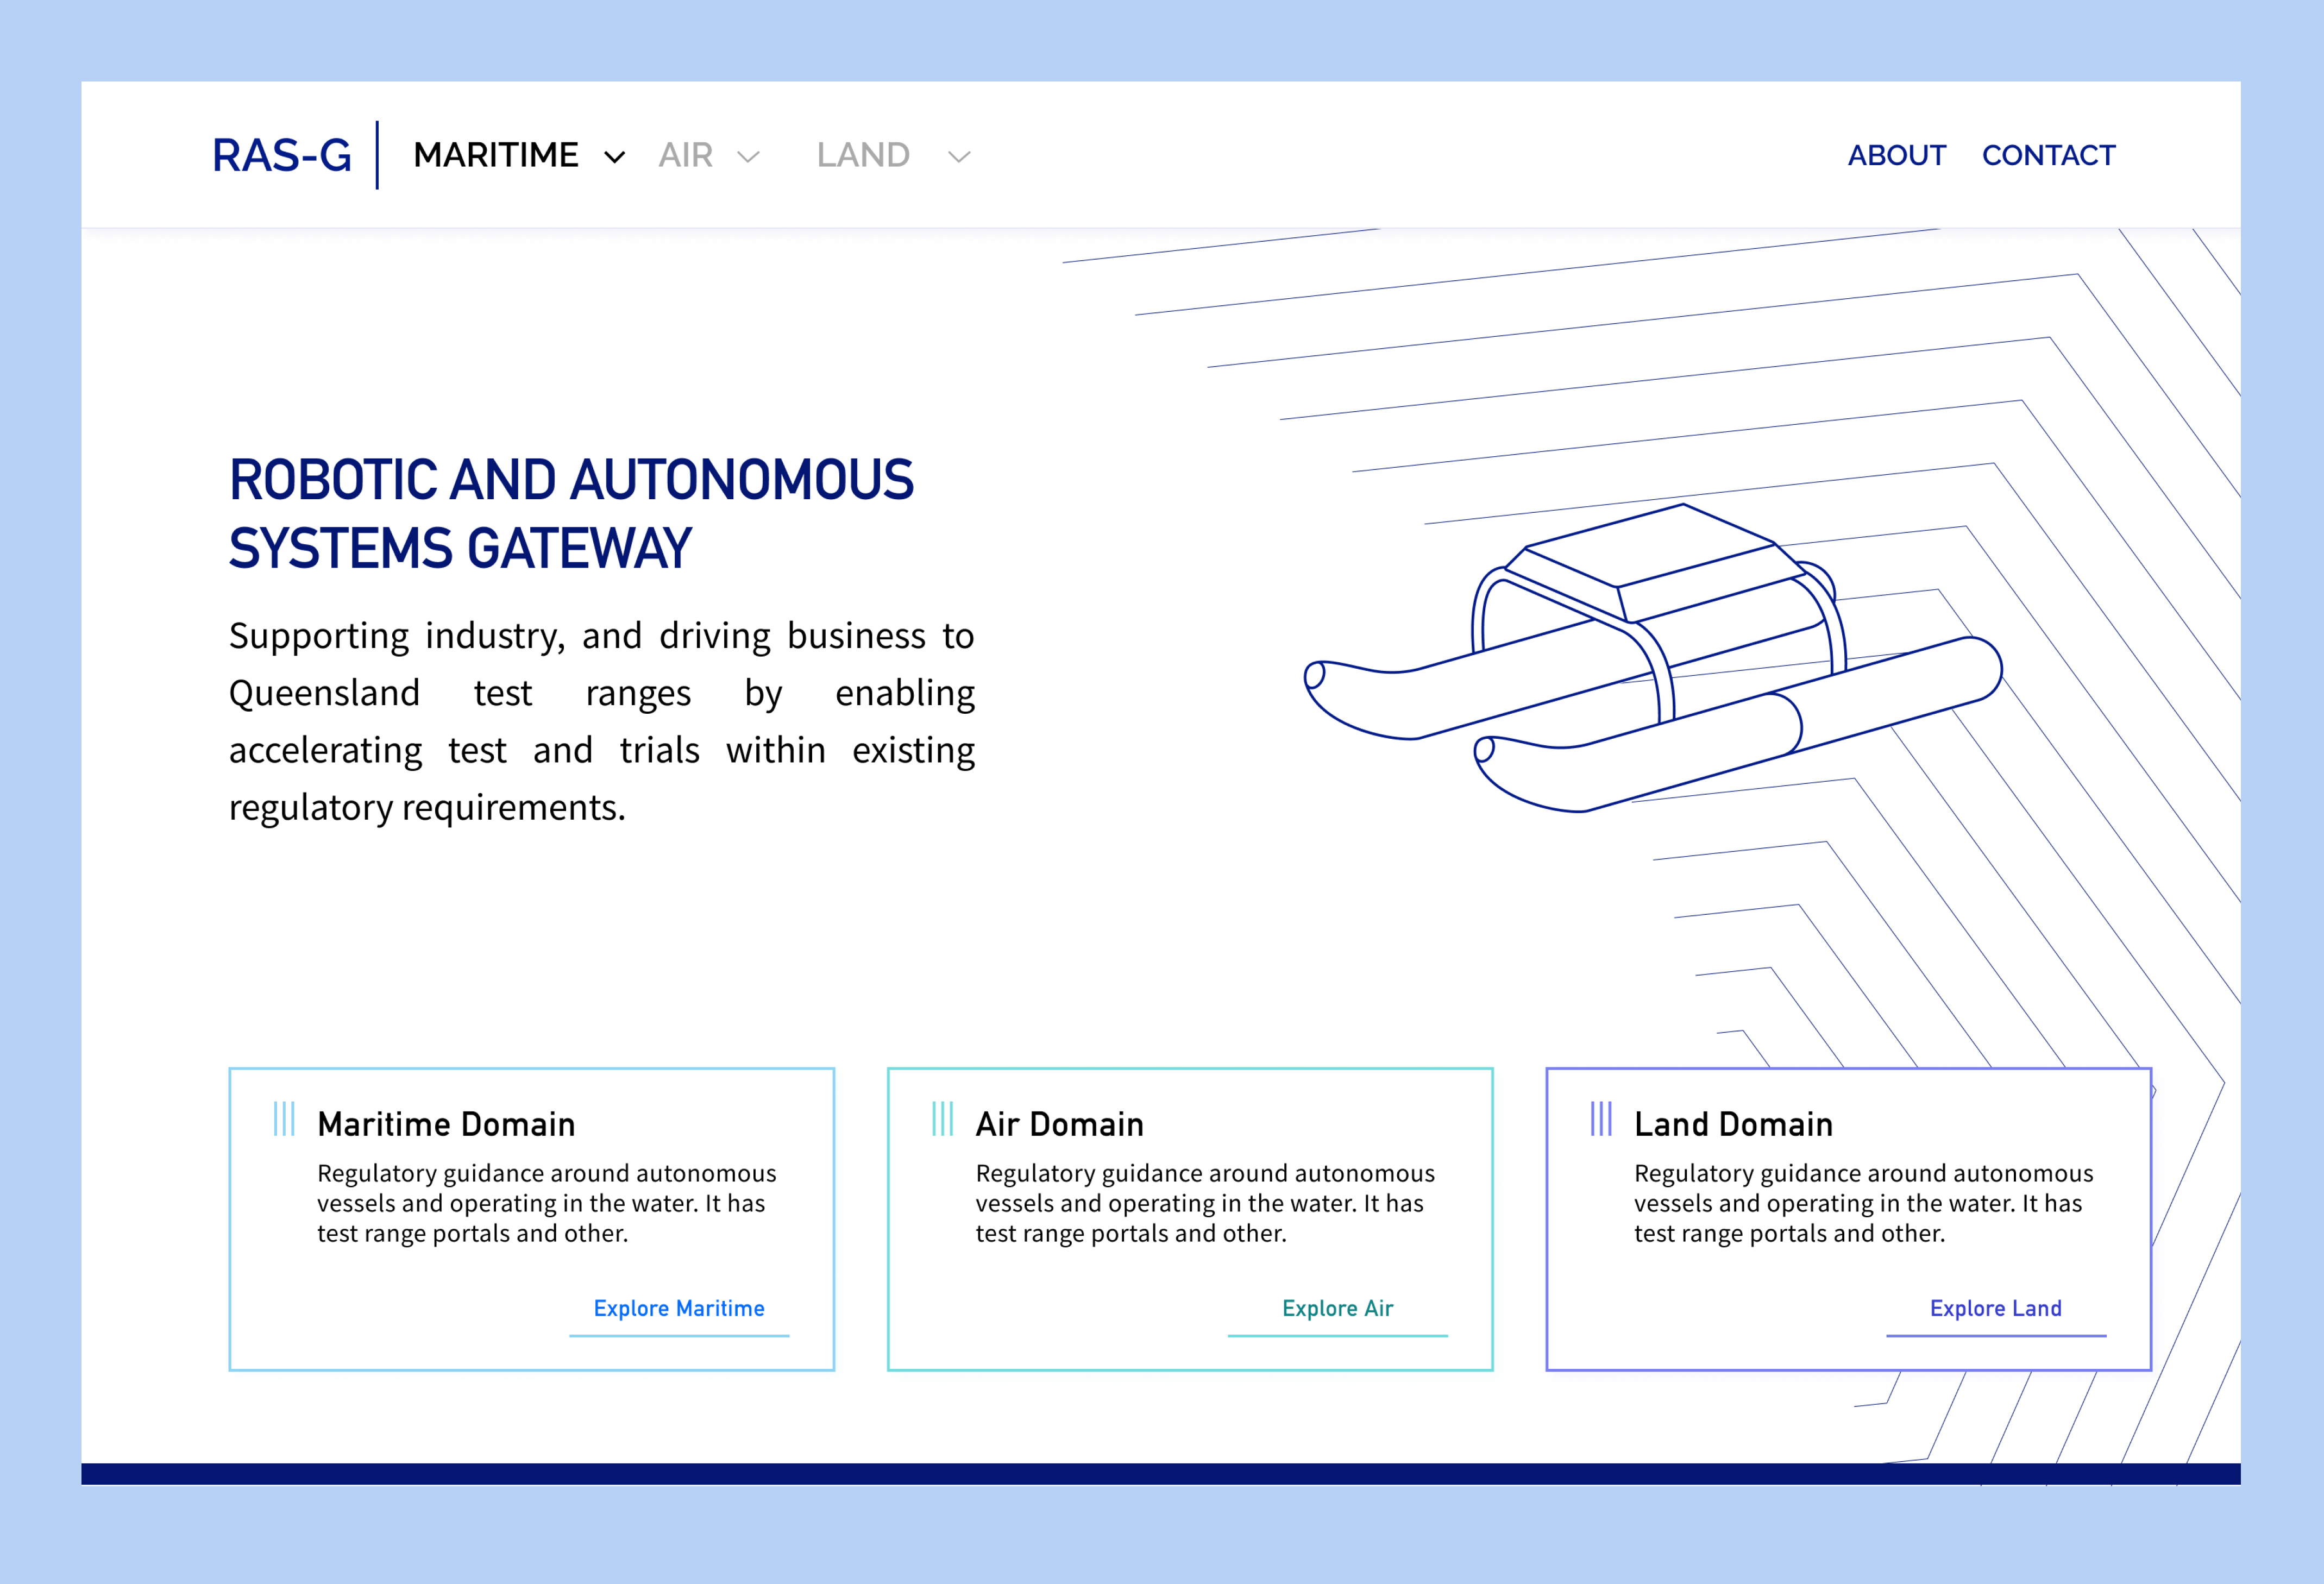 RAS-G MARITIME AIR LAND ABOUT CONTACT
ROBOTIC AND AUTONOMOUS
SYSTEMS GATEWAY
Supporting industry, and driving business to
Queensland test ranges by enabling
accelerating test and trials within existing
regulatory requirements.
Maritime Domain
Regulatory guidance around autonomous
vessels and operating in the water. It has
test range portals and other.
Explore Maritime
Air Domain
Regulatory guidance around autonomous
vessels and operating in the water. It has
test range portals and other.
Explore Air
Land Domain
Regulatory guidance around autonomous
vessels and operating in the water. It has
test range portals and other.
Explore Land